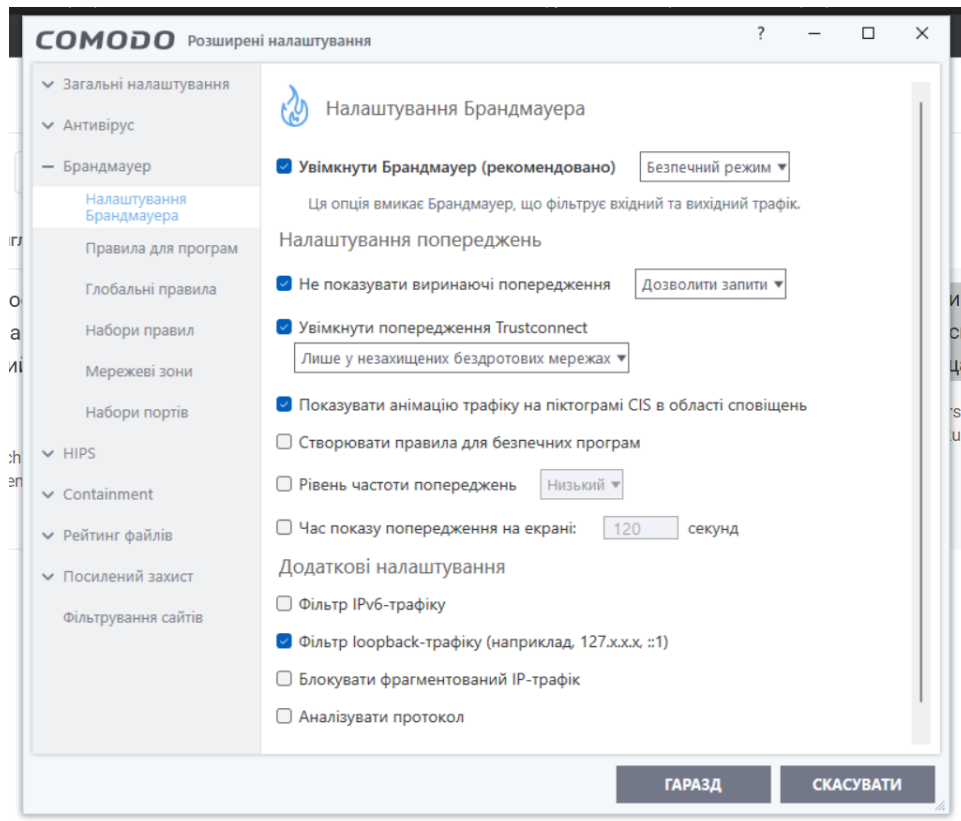 COMODO Розширені налаштування
Загальні налаштування
Антивірус
Брандмауер
Налаштування
Брандмауера
Правила для програм
Глобальні правила
Набори правил
Мережеві зони
Набори портів
HIPS
Containment
Рейтинг файлів
Посилений захист
Фільтрування сайтів
Налаштування Брандмауера
Увімкнути Брандмауер (рекомендовано) Безпечний режим
Ця опція вмикає Брандмауер, що фільтрує вхідний та вихідний трафік.
Налаштування попереджень
Не показувати виринаючі попередження Дозволити запити
Увімкнути попередження Trustconnect
Лише у незахищених бездротових мережах
Показувати анімацію трафіку на піктограмі CIS в області сповіщень
Створювати правила для безпечних програм
Рівень частоти попереджень Низький
Час показу попередження на екрані: 120 секунд
Додаткові налаштування
Фільтр IPv6-трафіку
Фільтр loopback-трафіку (наприклад, 127.x.x.x, ::1)
Блокувати фрагментований IP-трафік
Аналізувати протокол
ГАРАЗД СКАСУВАТИ